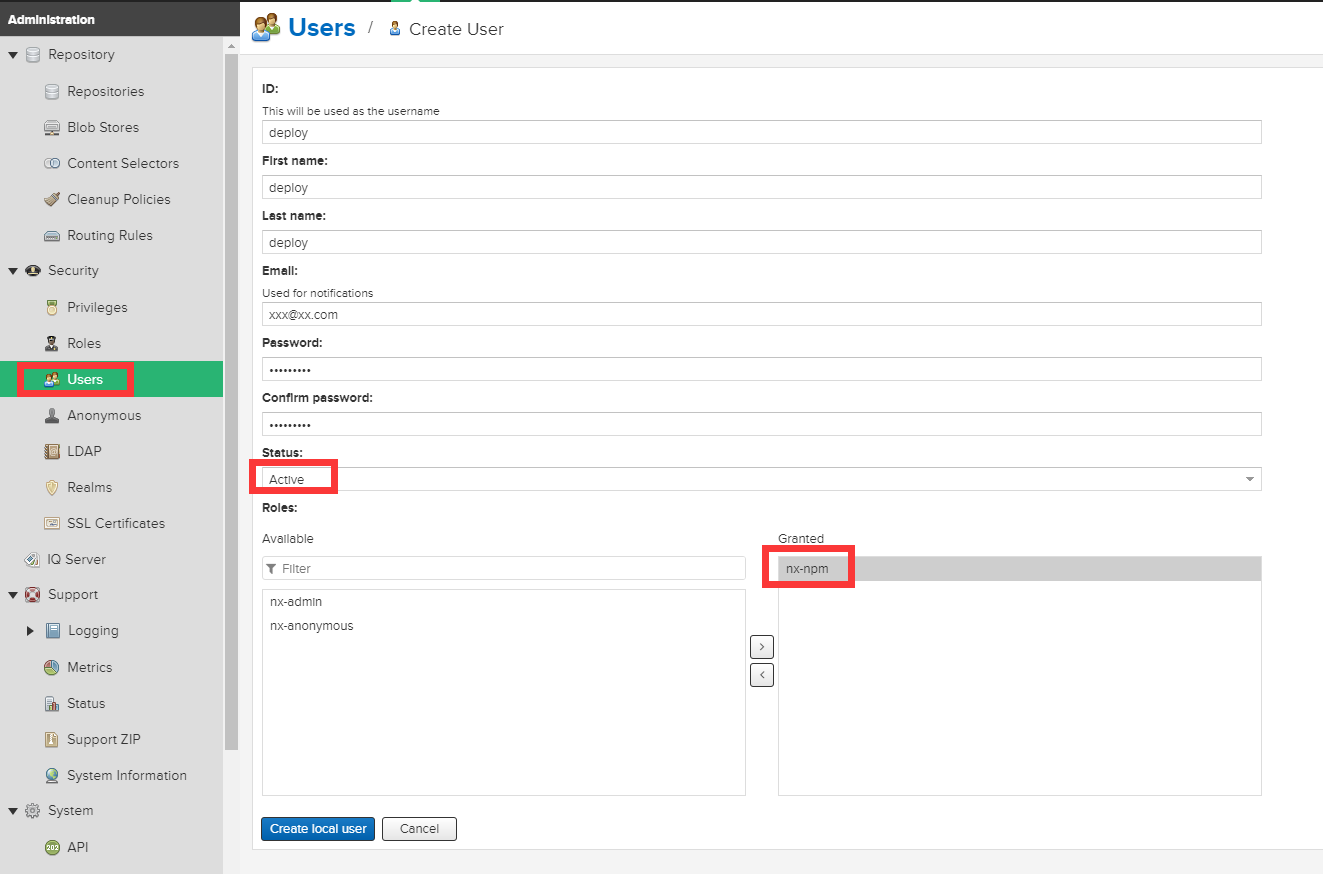 Administration
Repository
Repositories
Blob Stores
Content Selectors
Cleanup Policies
Routing Rules
Security
Privileges
Roles
Users
Anonymous
LDAP
Realms
SSL Certificates
IQ Server
Support
Logging
Metrics
Status
Support ZIP
System Information
System
202 API
Users / Create User
ID:
This will be used as the username
deploy
First name:
deploy
Last name:
deploy
Email:
Used for notifications
xxx@xx.com
Password:
•••••••••
Confirm password:
•••••••••
Status:
Active
Roles:
Available
Filter
nx-admin
nx-anonymous
>
<
Granted
nx-npm
Create local user Cancel